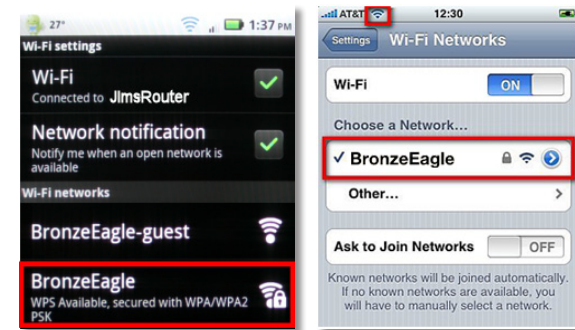 27°
1:37 PM
Wi-Fi settings
Wi-Fi
Connected to JimsRouter
Network notification
Notify me when an open network is
available
Wi-Fi networks
BronzeEagle-guest
BronzeEagle
WPS Available, secured with WPA/WPA2
PSK
AT&T
12:30
Settings
Wi-Fi Networks
Wi-Fi
ON
Choose a Network...
BronzeEagle
Other...
Ask to Join Networks
OFF
Known networks will be joined automatically.
If no known networks are available, you
will have to manually select a network.